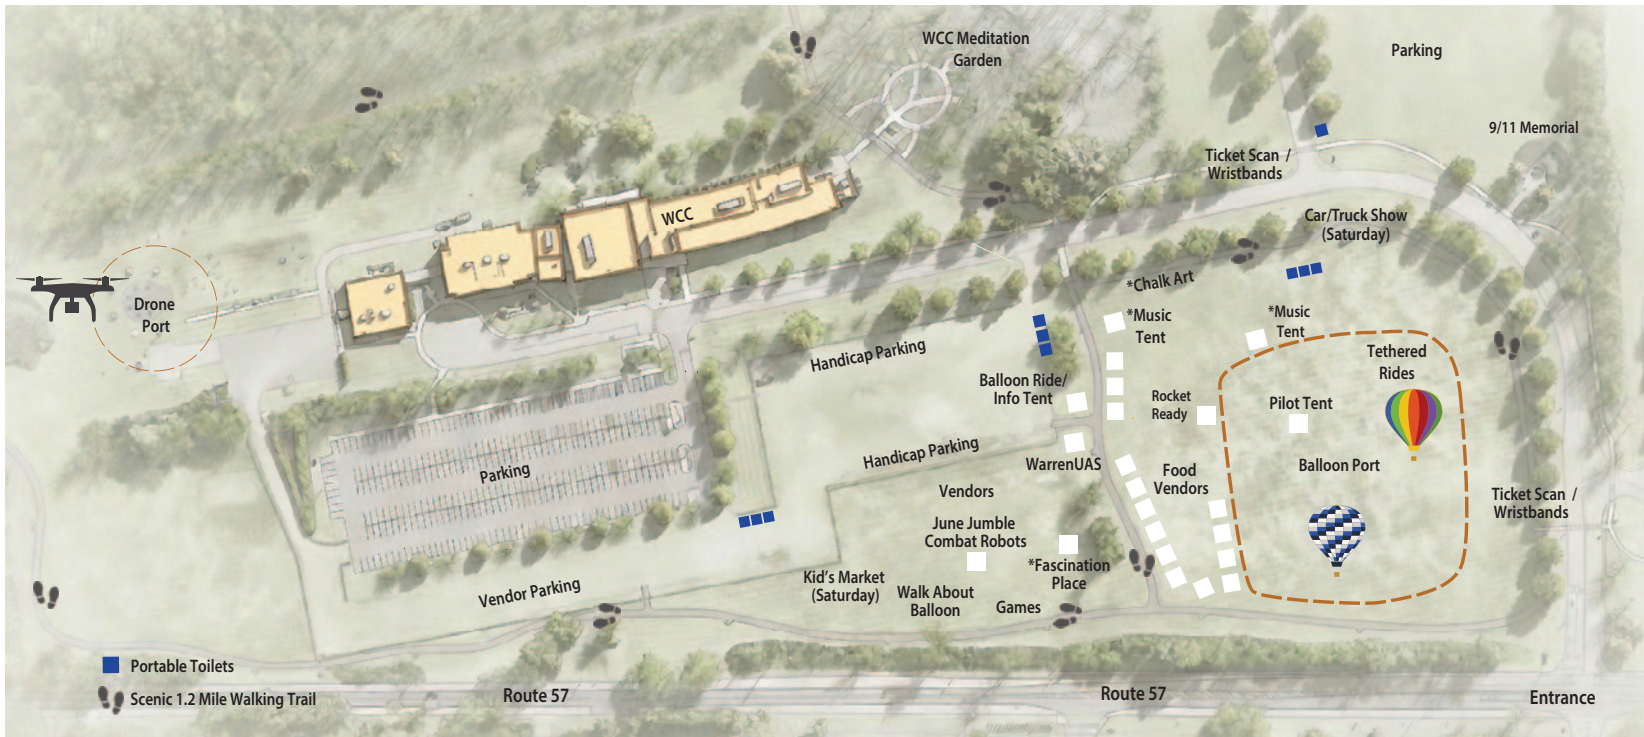 WCC Meditation
Garden
Parking
9/11 Memorial
Ticket Scan /
Wristbands
WCC
Car/Truck Show
(Saturday)
*Chalk Art
Drone
Port
*Music
Tent
*Music
Tent
Handicap Parking
Tethered
Rides
Balloon Ride/
Info Tent
Rocket
Ready
Pilot Tent
Handicap Parking
WarrenUAS
Balloon Port
Parking
Food
Vendors
Vendors
Ticket Scan /
Wristbands
June Jumble
Combat Robots
*Fascination
Place
Kid's Market
(Saturday)
Vendor Parking
Walk About
Balloon
Games
Portable Toilets
Scenic 1.2 Mile Walking Trail
Route 57
Route 57
Entrance